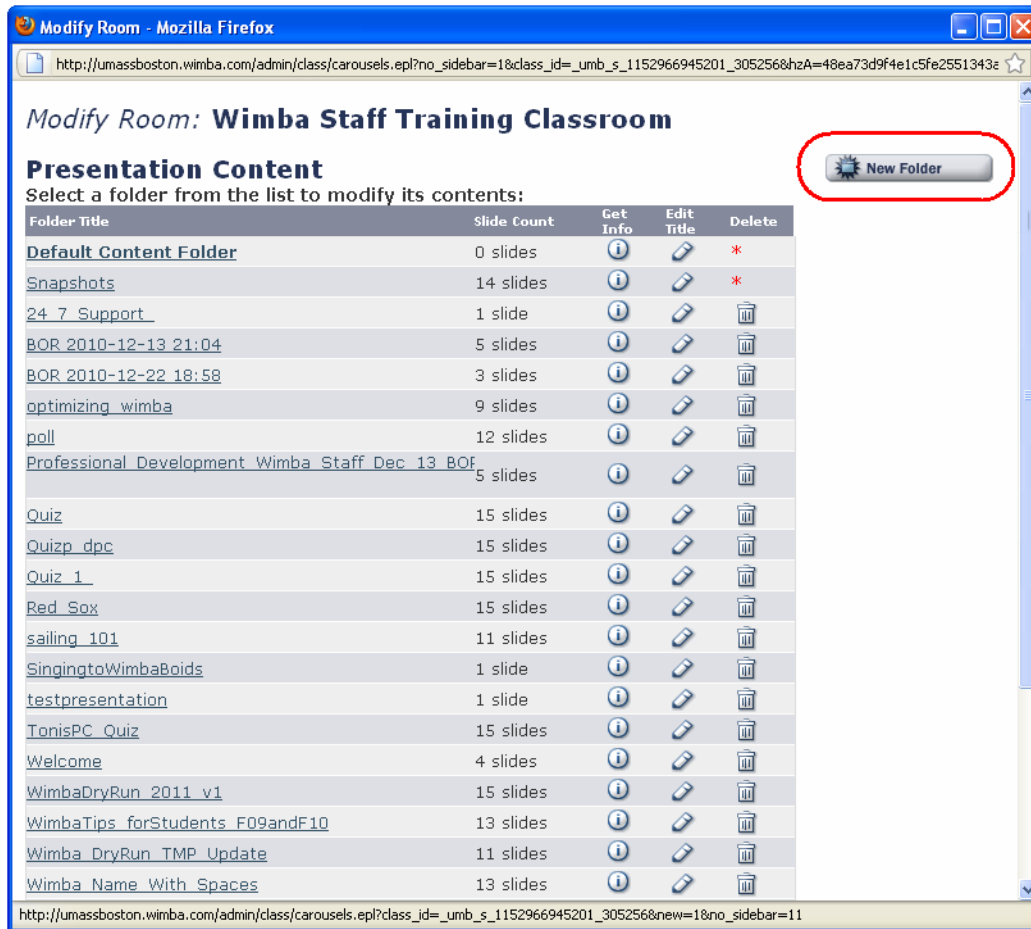 Modify Room - Mozilla Firefox
http://umassboston.wimba.com/admin/class/carousels.epl?no_sidebar=1&class_id=_umb_s_1152966945201_305256&hzA=48ea73d9f4e1c5fe2551343a
Modify Room: Wimba Staff Training Classroom
Presentation Content
New Folder
Select a folder from the list to modify its contents:
Folder Title Slide Count Get Info Edit Title Delete
Default Content Folder 0 slides *
Snapshots 14 slides *
24_7_Support_ 1 slide
BOR 2010-12-13 21:04 5 slides
BOR 2010-12-22 18:58 3 slides
optimizing_wimba 9 slides
poll 12 slides
Professional_Development_Wimba_Staff_Dec_13_BOR 5 slides
Quiz 15 slides
Quizp_dpc 15 slides
Quiz_1_ 15 slides
Red_Sox 15 slides
sailing_101 11 slides
SingingtoWimbaBoids 1 slide
testpresentation 1 slide
TonisPC_Quiz 15 slides
Welcome 4 slides
WimbaDryRun_2011_v1 15 slides
WimbaTips_forStudents_F09andF10 13 slides
Wimba_DryRun_TMP_Update 11 slides
Wimba_Name_With_Spaces 13 slides
http://umassboston.wimba.com/admin/class/carousels.epl?class_id=_umb_s_1152966945201_305256&new=1&no_sidebar=11